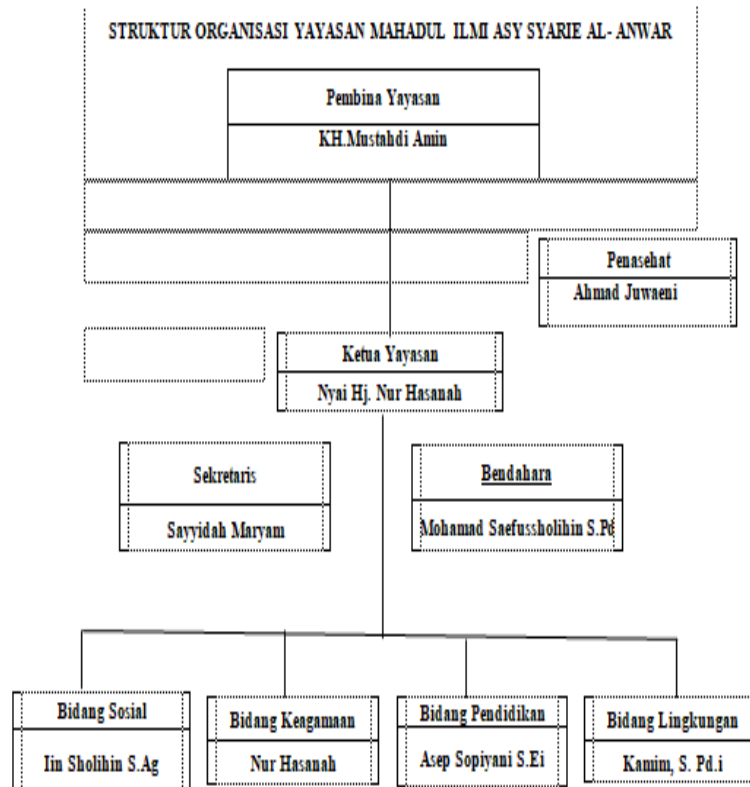 STRUKTUR ORGANISASI YAYASAN MAHADUL ILMI ASY SYARIE AL- ANWAR
Pembina Yayasan
KH.Mustahdi Amin
Penasehat
Ahmad Juwaeni
Ketua Yayasan
Nyai Hj. Nur Hasanah
Sekretaris
Sayyidah Maryam
Bendahara
Mohamad Saefussholihin S.Pd
Bidang Sosial
Iin Sholihin S.Ag
Bidang Keagamaan
Nur Hasanah
Bidang Pendidikan
Asep Sopiyani S.Ei
Bidang Lingkungan
Kamim, S. Pd.i